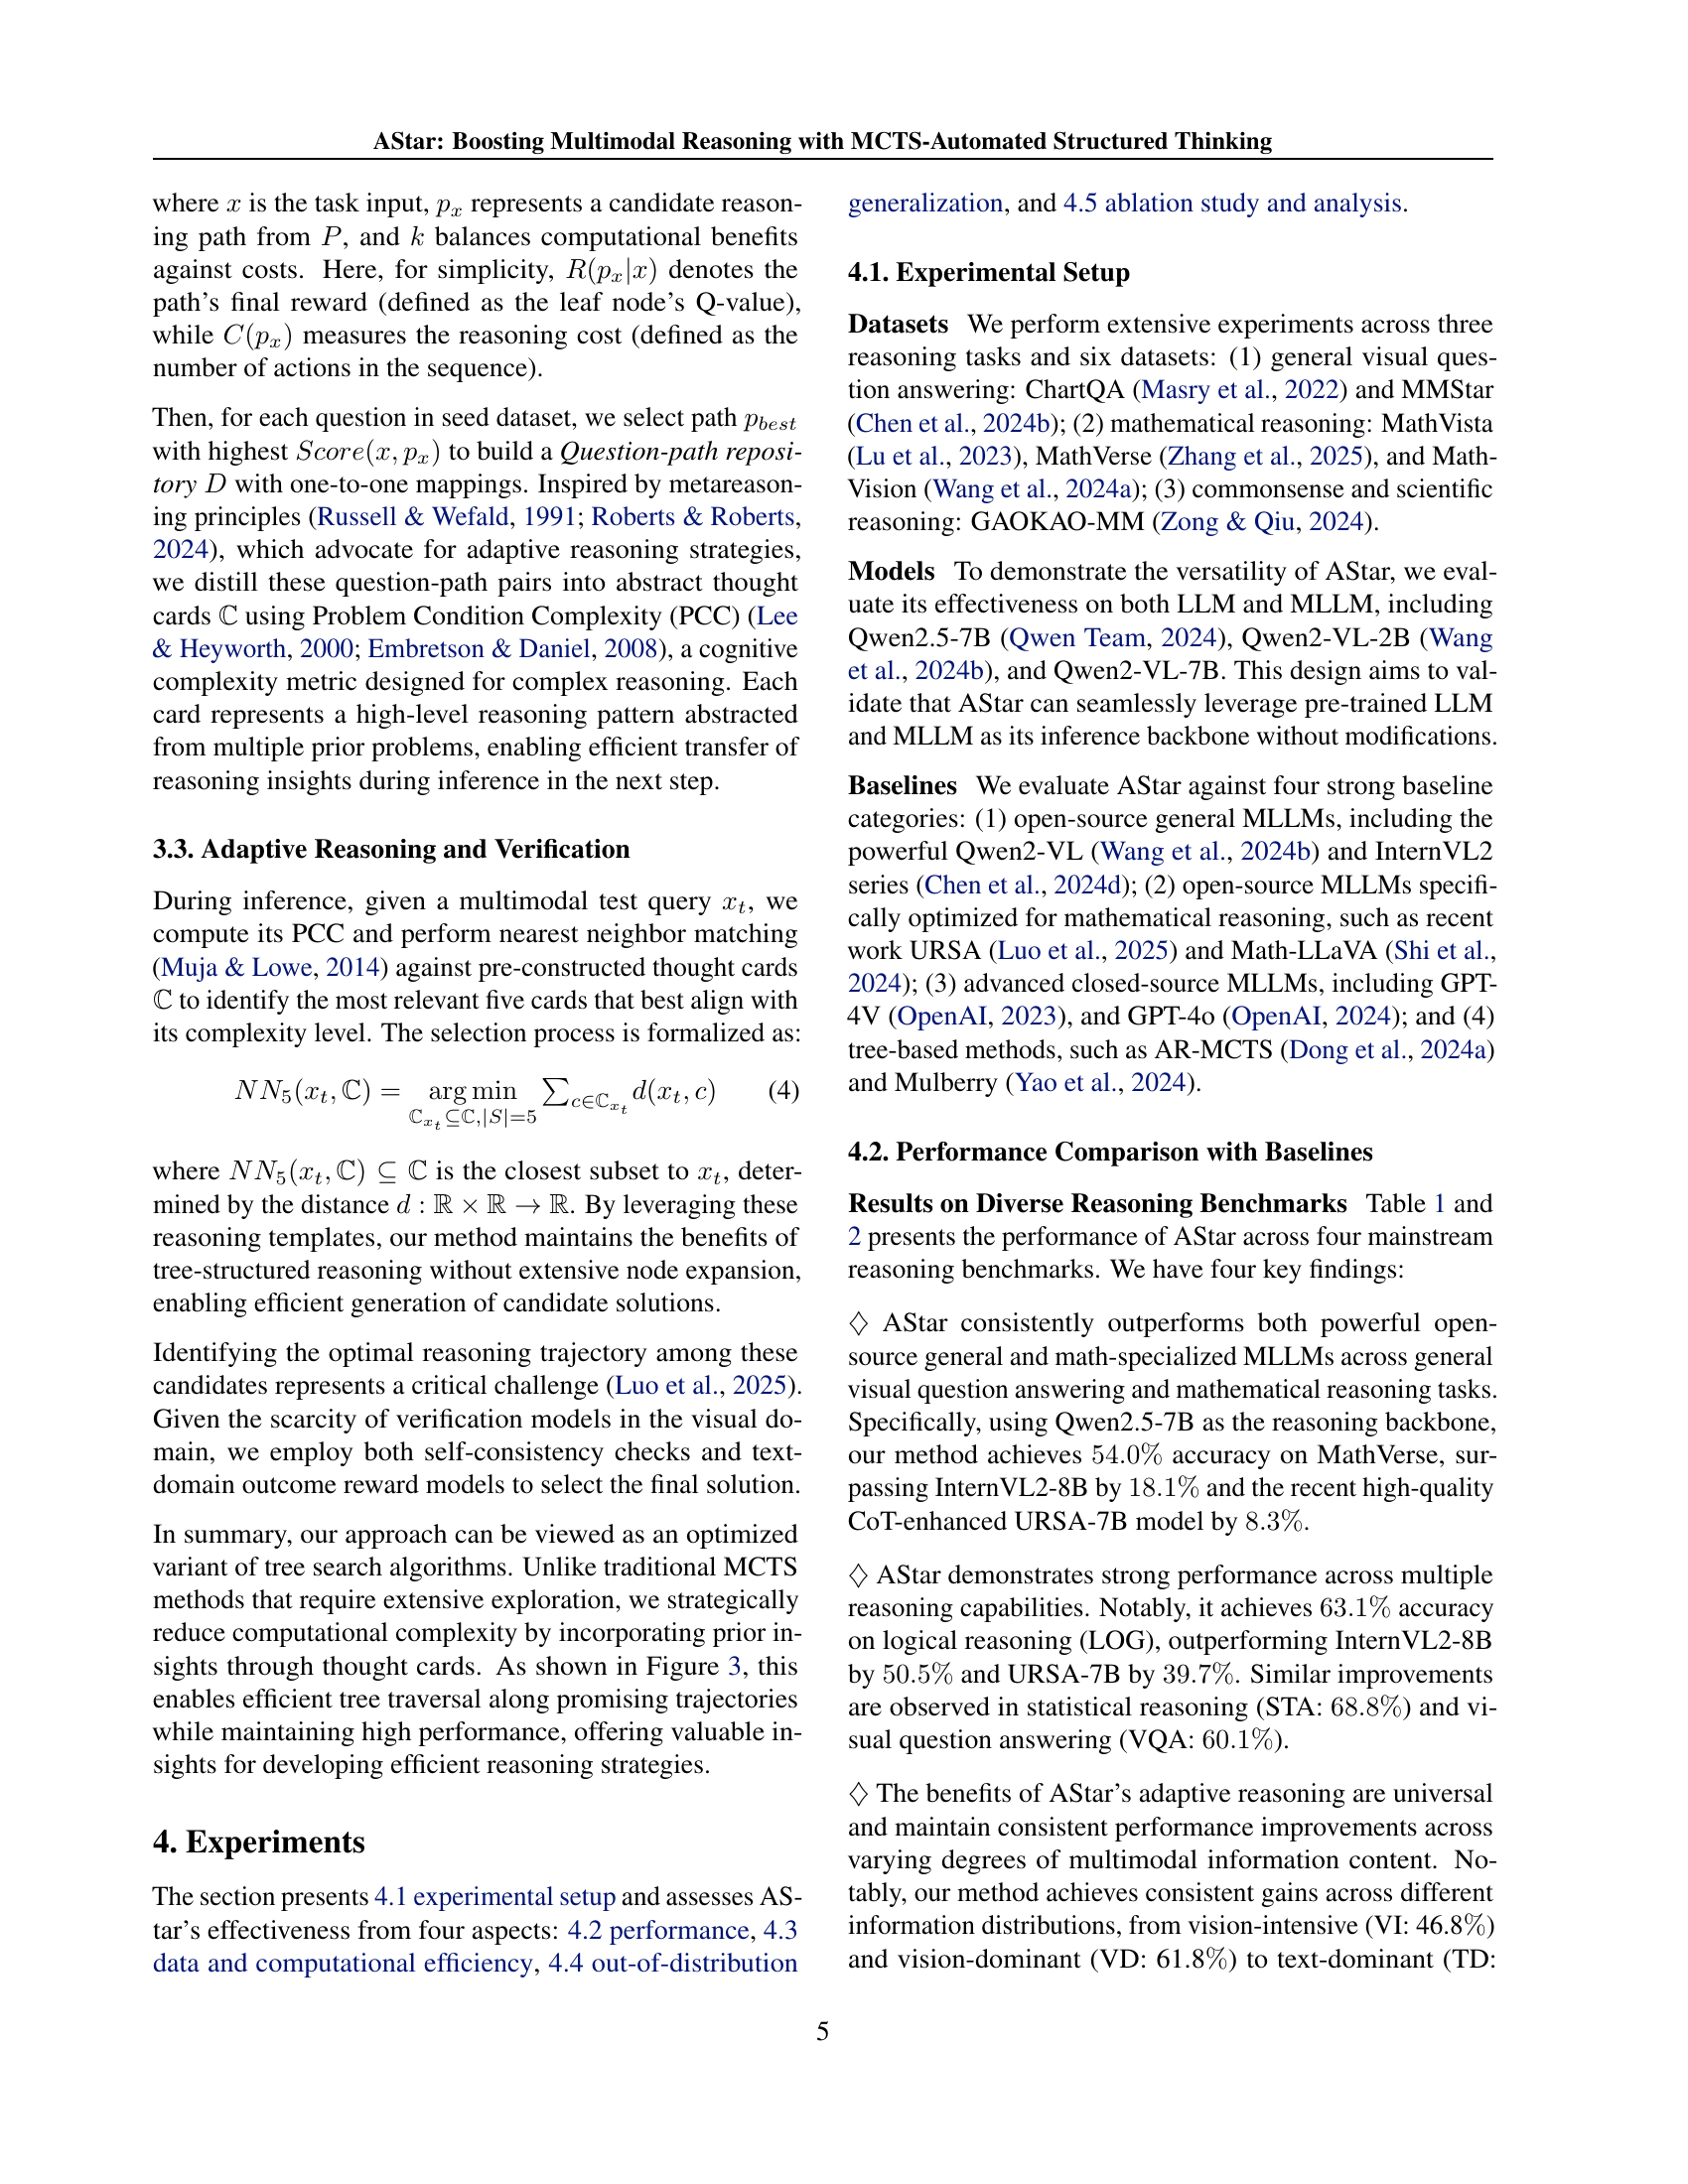 AStar: Boosting Multimodal Reasoning with MCTS-Automated Structured Thinking
where x is the task input, p_x represents a candidate reason-
ing path from P, and k balances computational benefits
against costs. Here, for simplicity, R(p_x|x) denotes the
path's final reward (defined as the leaf node's Q-value),
while C(p_x) measures the reasoning cost (defined as the
number of actions in the sequence).
Then, for each question in seed dataset, we select path p_best
with highest Score(x, p_x) to build a Question-path reposi-
tory D with one-to-one mappings. Inspired by metareason-
ing principles (Russell & Wefald, 1991; Roberts & Roberts,
2024), which advocate for adaptive reasoning strategies,
we distill these question-path pairs into abstract thought
cards ℂ using Problem Condition Complexity (PCC) (Lee
& Heyworth, 2000; Embretson & Daniel, 2008), a cognitive
complexity metric designed for complex reasoning. Each
card represents a high-level reasoning pattern abstracted
from multiple prior problems, enabling efficient transfer of
reasoning insights during inference in the next step.
3.3. Adaptive Reasoning and Verification
During inference, given a multimodal test query x_t, we
compute its PCC and perform nearest neighbor matching
(Muja & Lowe, 2014) against pre-constructed thought cards
ℂ to identify the most relevant five cards that best align with
its complexity level. The selection process is formalized as:
NN_5(x_t, ℂ) = arg min_{ℂ_{x_t}⊆ℂ,|S|=5} ∑_{c∈ℂ_{x_t}} d(x_t, c) (4)
where NN_5(x_t, ℂ) ⊆ ℂ is the closest subset to x_t, deter-
mined by the distance d : ℝ × ℝ → ℝ. By leveraging these
reasoning templates, our method maintains the benefits of
tree-structured reasoning without extensive node expansion,
enabling efficient generation of candidate solutions.
Identifying the optimal reasoning trajectory among these
candidates represents a critical challenge (Luo et al., 2025).
Given the scarcity of verification models in the visual do-
main, we employ both self-consistency checks and text-
domain outcome reward models to select the final solution.
In summary, our approach can be viewed as an optimized
variant of tree search algorithms. Unlike traditional MCTS
methods that require extensive exploration, we strategically
reduce computational complexity by incorporating prior in-
sights through thought cards. As shown in Figure 3, this
enables efficient tree traversal along promising trajectories
while maintaining high performance, offering valuable in-
sights for developing efficient reasoning strategies.
4. Experiments
The section presents 4.1 experimental setup and assesses AS-
tar's effectiveness from four aspects: 4.2 performance, 4.3
data and computational efficiency, 4.4 out-of-distribution
generalization, and 4.5 ablation study and analysis.
4.1. Experimental Setup
Datasets We perform extensive experiments across three
reasoning tasks and six datasets: (1) general visual ques-
tion answering: ChartQA (Masry et al., 2022) and MMStar
(Chen et al., 2024b); (2) mathematical reasoning: MathVista
(Lu et al., 2023), MathVerse (Zhang et al., 2025), and Math-
Vision (Wang et al., 2024a); (3) commonsense and scientific
reasoning: GAOKAO-MM (Zong & Qiu, 2024).
Models To demonstrate the versatility of AStar, we eval-
uate its effectiveness on both LLM and MLLM, including
Qwen2.5-7B (Qwen Team, 2024), Qwen2-VL-2B (Wang
et al., 2024b), and Qwen2-VL-7B. This design aims to val-
idate that AStar can seamlessly leverage pre-trained LLM
and MLLM as its inference backbone without modifications.
Baselines We evaluate AStar against four strong baseline
categories: (1) open-source general MLLMs, including the
powerful Qwen2-VL (Wang et al., 2024b) and InternVL2
series (Chen et al., 2024d); (2) open-source MLLMs specifi-
cally optimized for mathematical reasoning, such as recent
work URSA (Luo et al., 2025) and Math-LLaVA (Shi et al.,
2024); (3) advanced closed-source MLLMs, including GPT-
4V (OpenAI, 2023), and GPT-4o (OpenAI, 2024); and (4)
tree-based methods, such as AR-MCTS (Dong et al., 2024a)
and Mulberry (Yao et al., 2024).
4.2. Performance Comparison with Baselines
Results on Diverse Reasoning Benchmarks Table 1 and
2 presents the performance of AStar across four mainstream
reasoning benchmarks. We have four key findings:
♢ AStar consistently outperforms both powerful open-
source general and math-specialized MLLMs across general
visual question answering and mathematical reasoning tasks.
Specifically, using Qwen2.5-7B as the reasoning backbone,
our method achieves 54.0% accuracy on MathVerse, sur-
passing InternVL2-8B by 18.1% and the recent high-quality
CoT-enhanced URSA-7B model by 8.3%.
♢ AStar demonstrates strong performance across multiple
reasoning capabilities. Notably, it achieves 63.1% accuracy
on logical reasoning (LOG), outperforming InternVL2-8B
by 50.5% and URSA-7B by 39.7%. Similar improvements
are observed in statistical reasoning (STA: 68.8%) and vi-
sual question answering (VQA: 60.1%).
♢ The benefits of AStar's adaptive reasoning are universal
and maintain consistent performance improvements across
varying degrees of multimodal information content. No-
tably, our method achieves consistent gains across different
information distributions, from vision-intensive (VI: 46.8%)
and vision-dominant (VD: 61.8%) to text-dominant (TD:
5